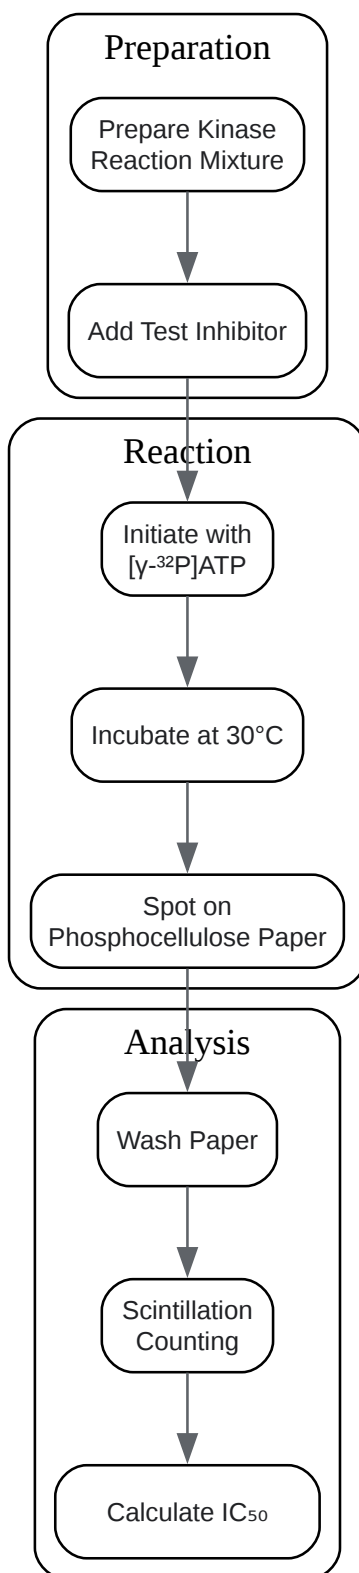 Preparation
Prepare Kinase
Reaction Mixture
Add Test Inhibitor
Reaction
Initiate with
[γ-³²P]ATP
Incubate at 30°C
Spot on
Phosphocellulose Paper
Analysis
Wash Paper
Scintillation
Counting
Calculate IC₅₀